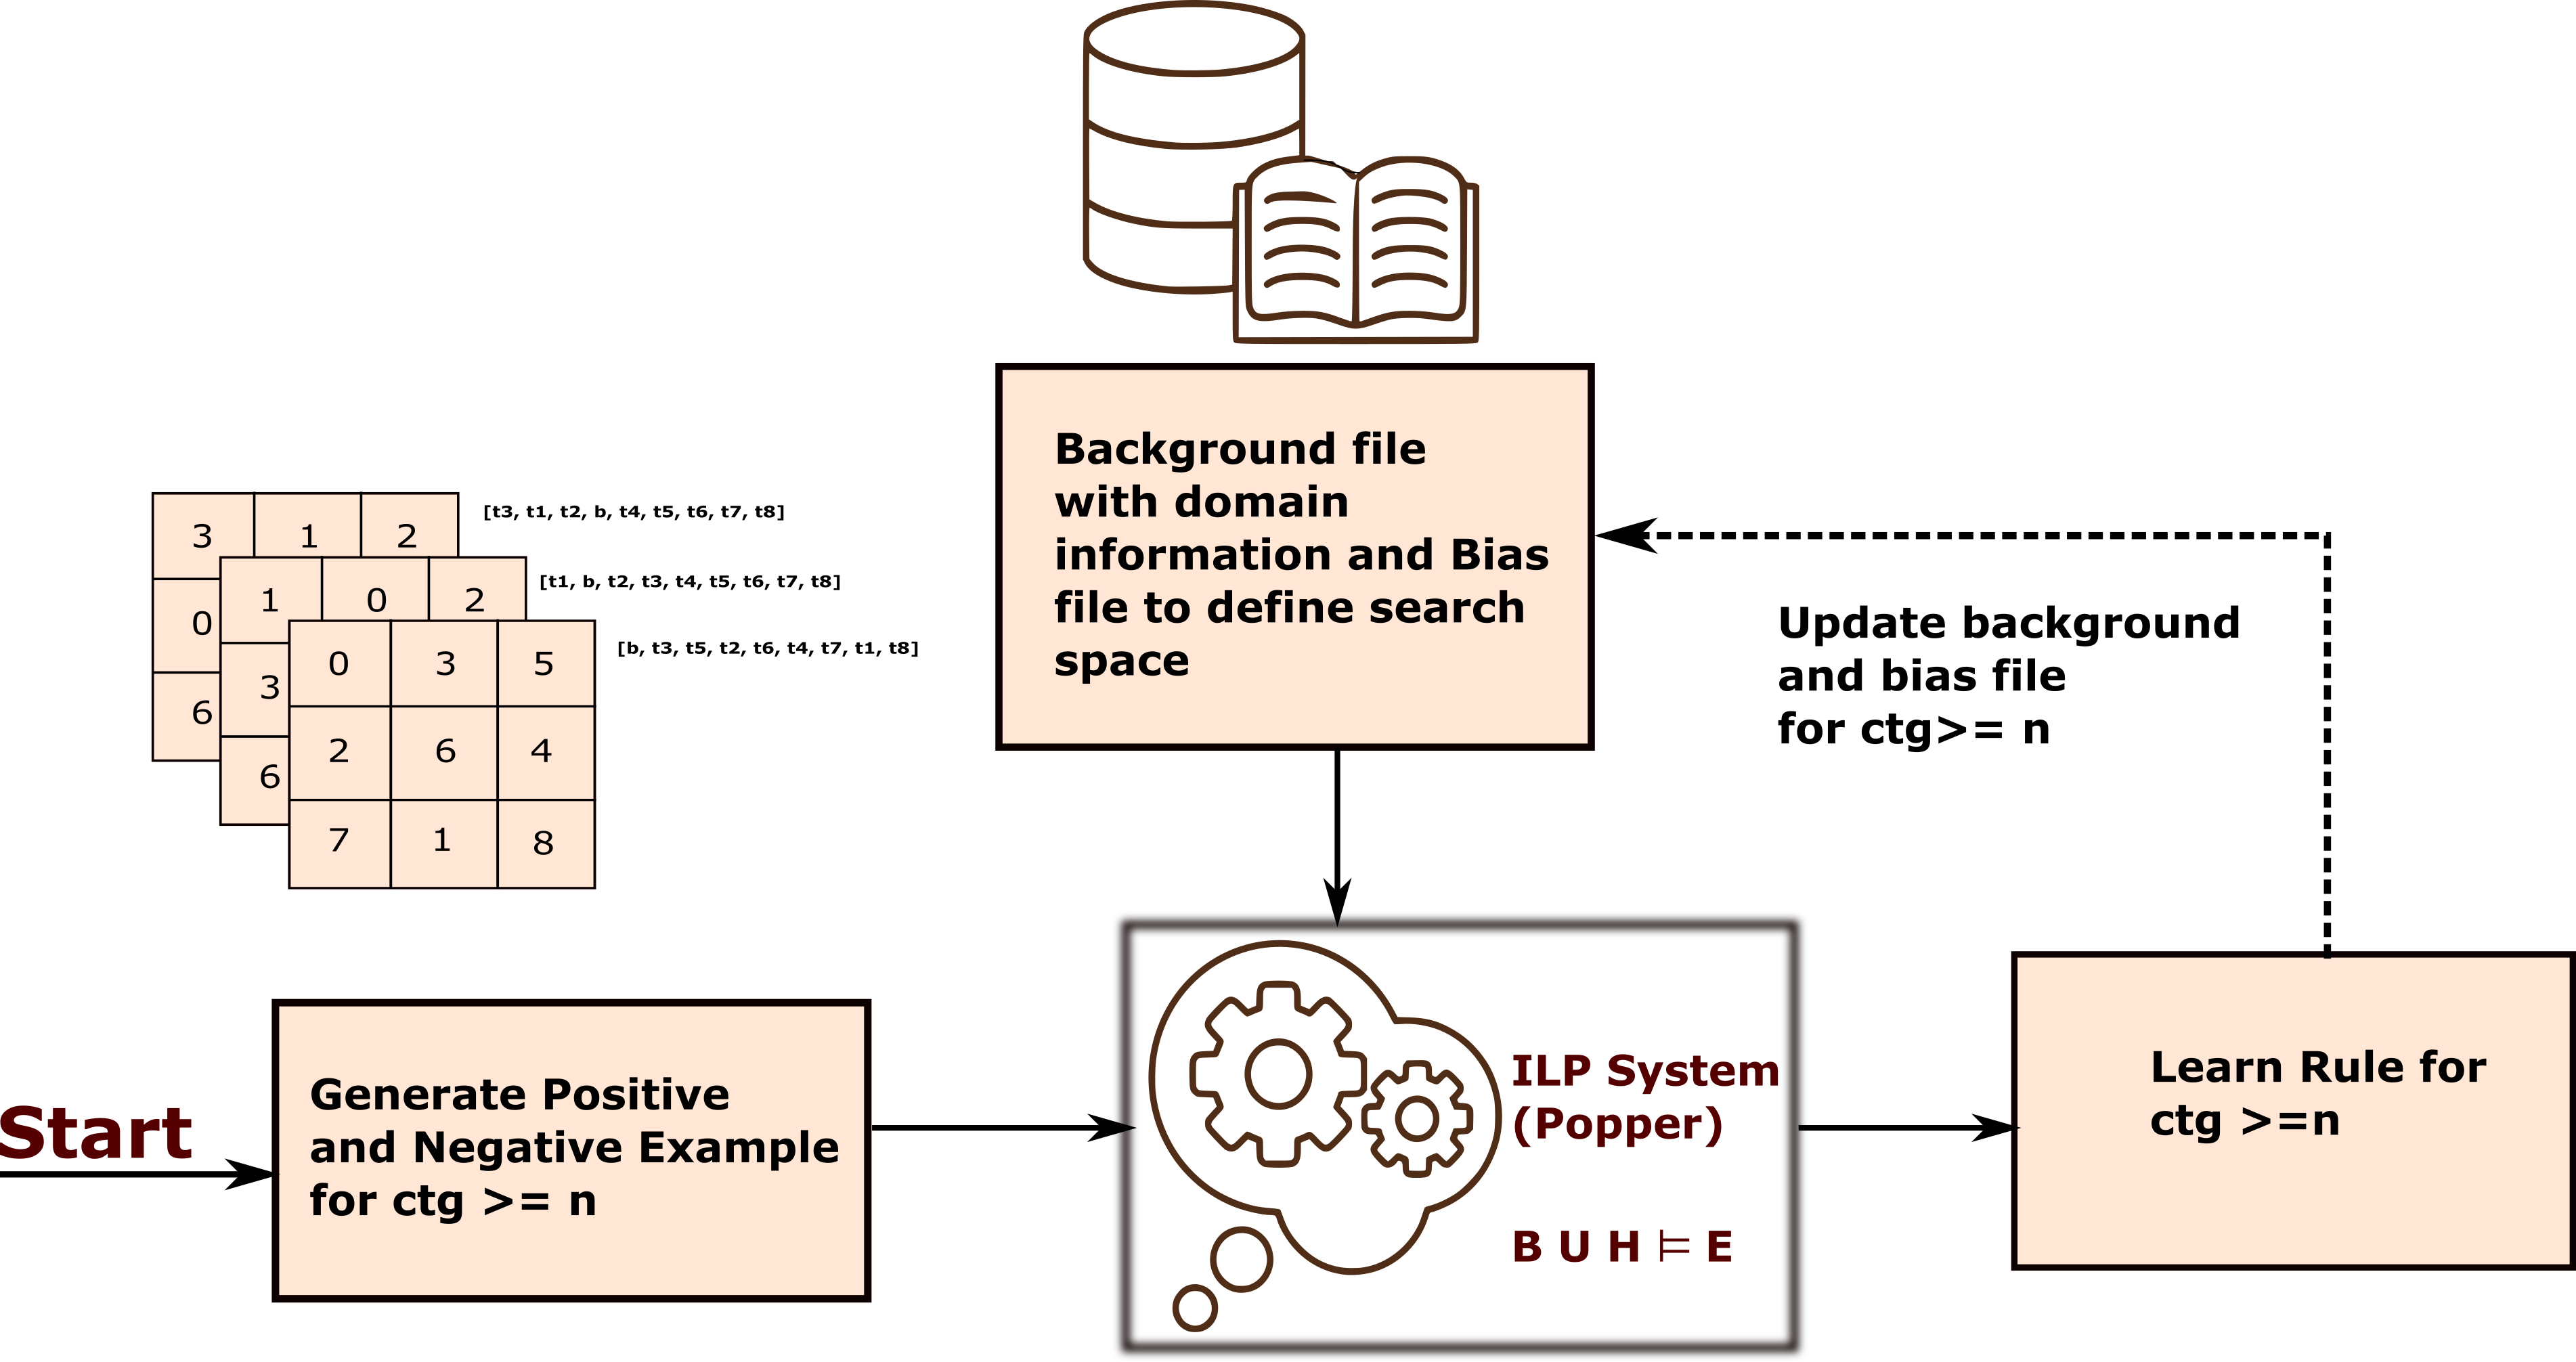 Background file
with domain
information and Bias
file to define search
space
3 1 2
0
6
[t3, t1, t2, b, t4, t5, t6, t7, t8]
1 0 2
3
6
[t1, b, t2, t3, t4, t5, t6, t7, t8]
0 3 5
2 6 4
7 1 8
[b, t3, t5, t2, t6, t4, t7, t1, t8]
Update background
and bias file
for ctg>= n
Start
Generate Positive
and Negative Example
for ctg >= n
ILP System
(Popper)
B U H ⊨ E
Learn Rule for
ctg >=n